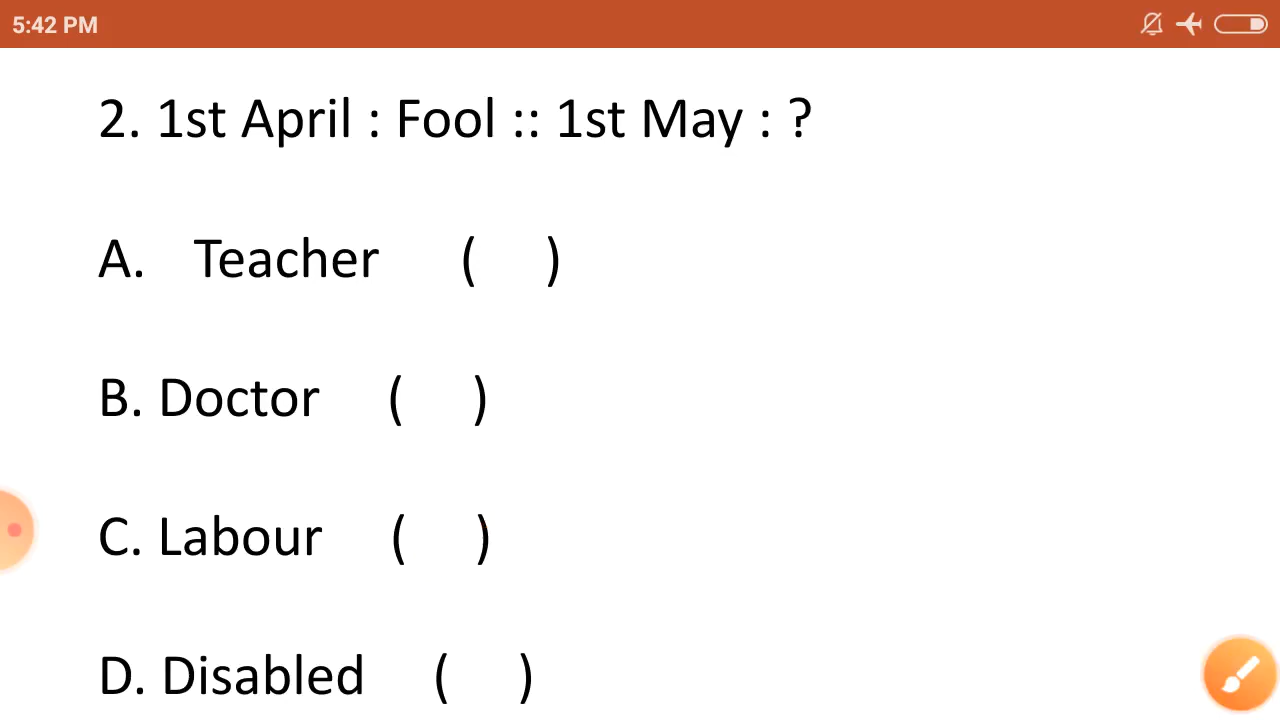 5:42 PM
2. 1st April : Fool :: 1st May : ?
A. Teacher ( )
B. Doctor ( )
C. Labour ( )
D. Disabled ( )